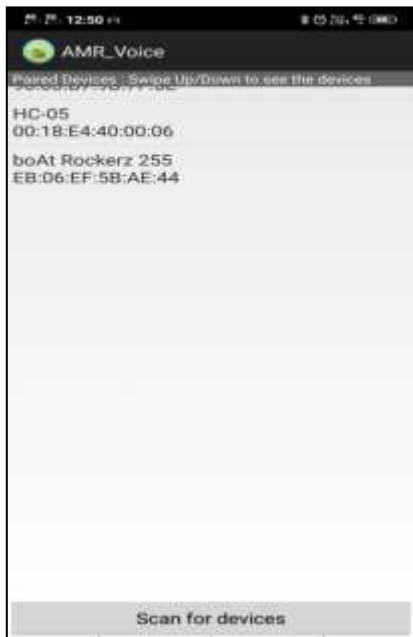 12:50
AMR_Voice
Paired Devices : Swipe Up/Down to see the devices
HC-05
00:18:E4:40:00:06
boAt Rockerz 255
EB:06:EF:5B:AE:44
Scan for devices